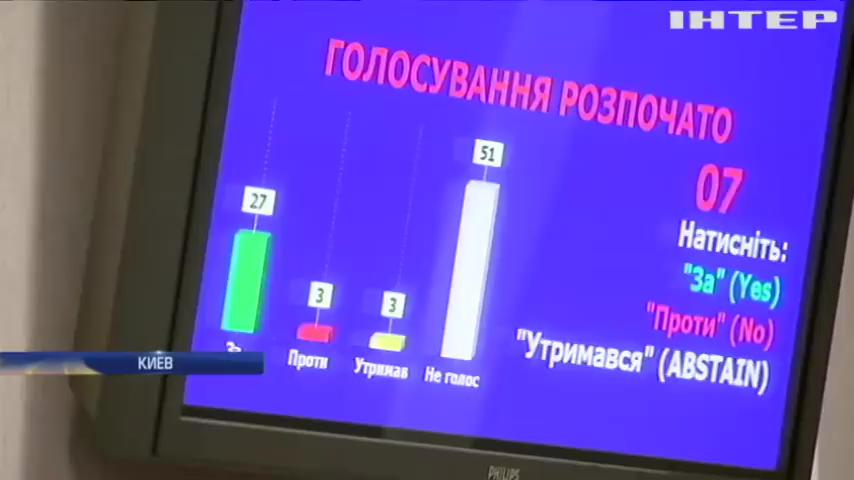 ІНТЕР
ГОЛОСУВАННЯ РОЗПОЧАТО
07
Натисніть:
"За" (Yes)
"Проти" (No)
"Утримався" (ABSTAIN)
27
3
3
51
За
Проти
Утримав
Не голос
КИЕВ
PHILIPS